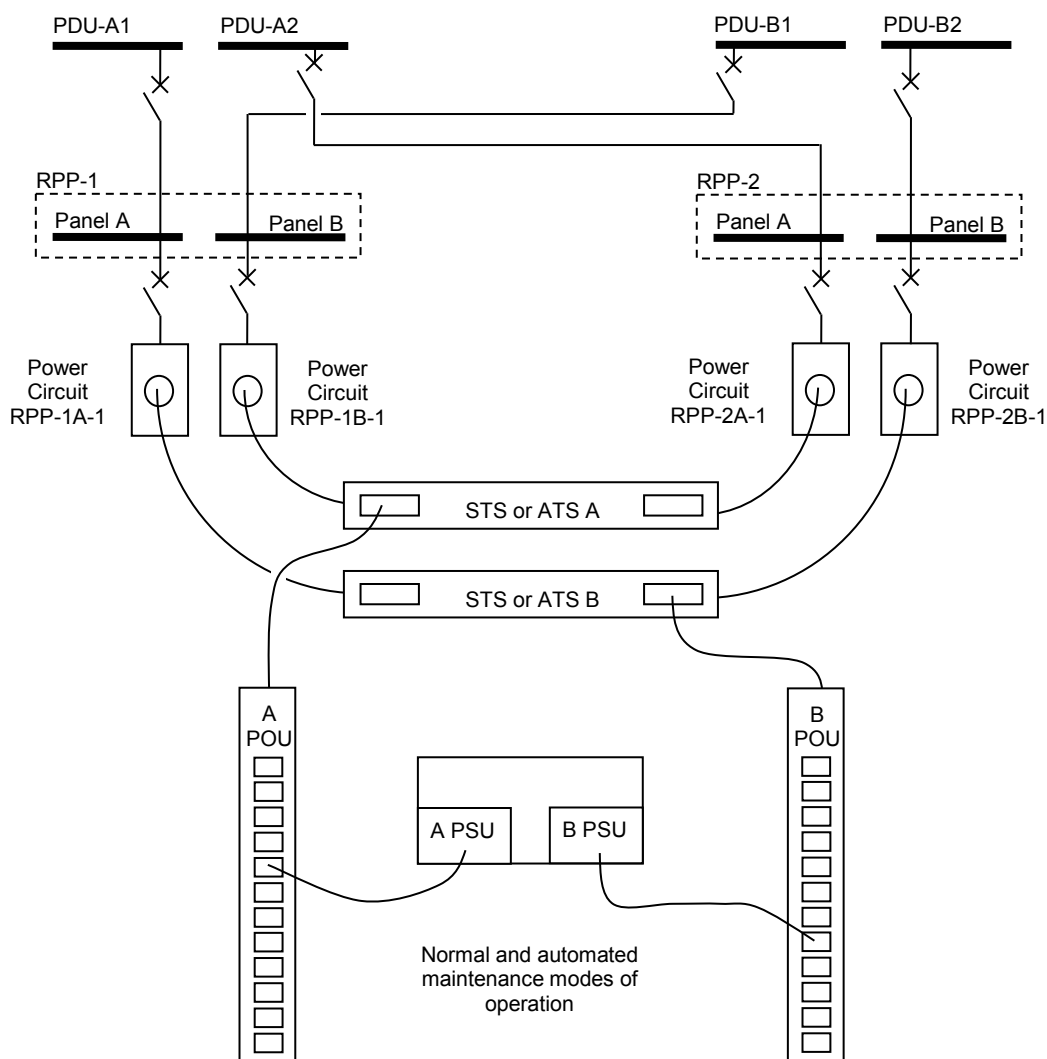 PDU-A1
PDU-A2
PDU-B1
PDU-B2
RPP-1
RPP-2
Panel A
Panel B
Panel A
Panel B
Power
Circuit
RPP-1A-1
Power
Circuit
RPP-1B-1
Power
Circuit
RPP-2A-1
Power
Circuit
RPP-2B-1
STS or ATS A
STS or ATS B
A
POU
B
POU
A PSU
B PSU
Normal and automated
maintenance modes of
operation